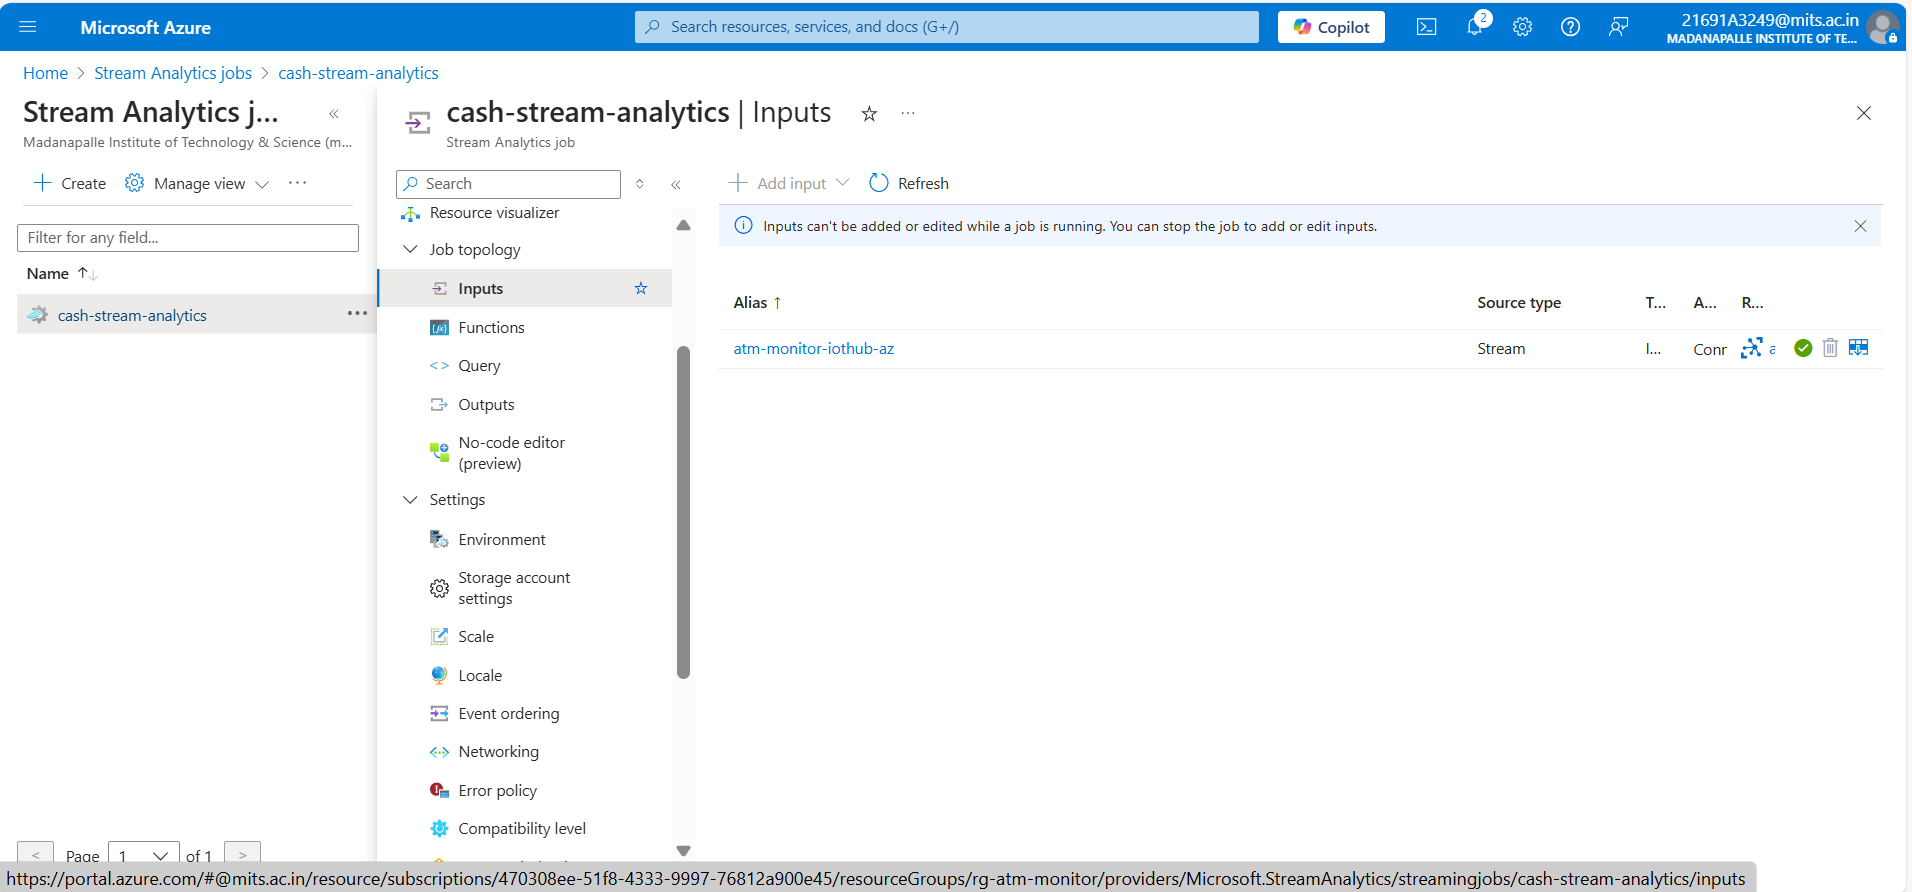 Microsoft Azure
Search resources, services, and docs (G+/)
Copilot
2
21691A3249@mits.ac.in
MADANAPALLE INSTITUTE OF TE...
Home > Stream Analytics jobs > cash-stream-analytics
Stream Analytics j...
Madanapalle Institute of Technology & Science (m...
Create
Manage view
Filter for any field...
Name
cash-stream-analytics
Page 1 of 1
cash-stream-analytics | Inputs
Stream Analytics job
Search
Resource visualizer
Job topology
Inputs
Functions
Query
Outputs
No-code editor
(preview)
Settings
Environment
Storage account
settings
Scale
Locale
Event ordering
Networking
Error policy
Compatibility level
Add input
Refresh
Inputs can't be added or edited while a job is running. You can stop the job to add or edit inputs.
Alias ↑ Source type T... A... R...
atm-monitor-iothub-az Stream I... Conr a
https://portal.azure.com/#@mits.ac.in/resource/subscriptions/470308ee-51f8-4333-9997-76812a900e45/resourceGroups/rg-atm-monitor/providers/Microsoft.StreamAnalytics/streamingjobs/cash-stream-analytics/inputs